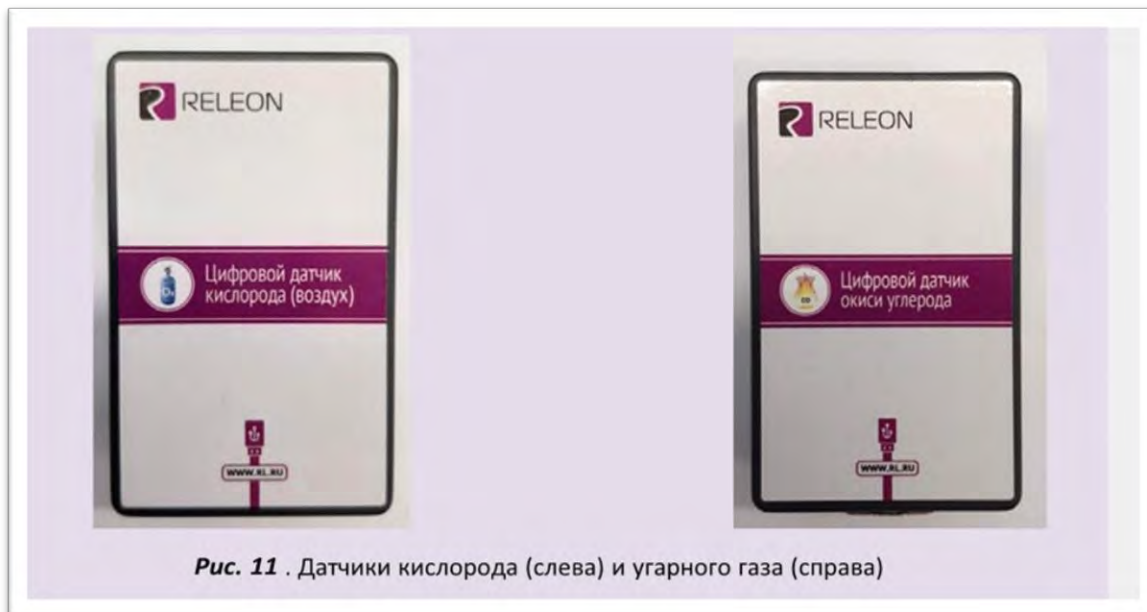 RELEON
Цифровой датчик
кислорода (воздух)
WWW.RL.RU
RELEON
Цифровой датчик
окиси углерода
WWW.RL.RU
Рис. 11 . Датчики кислорода (слева) и угарного газа (справа)